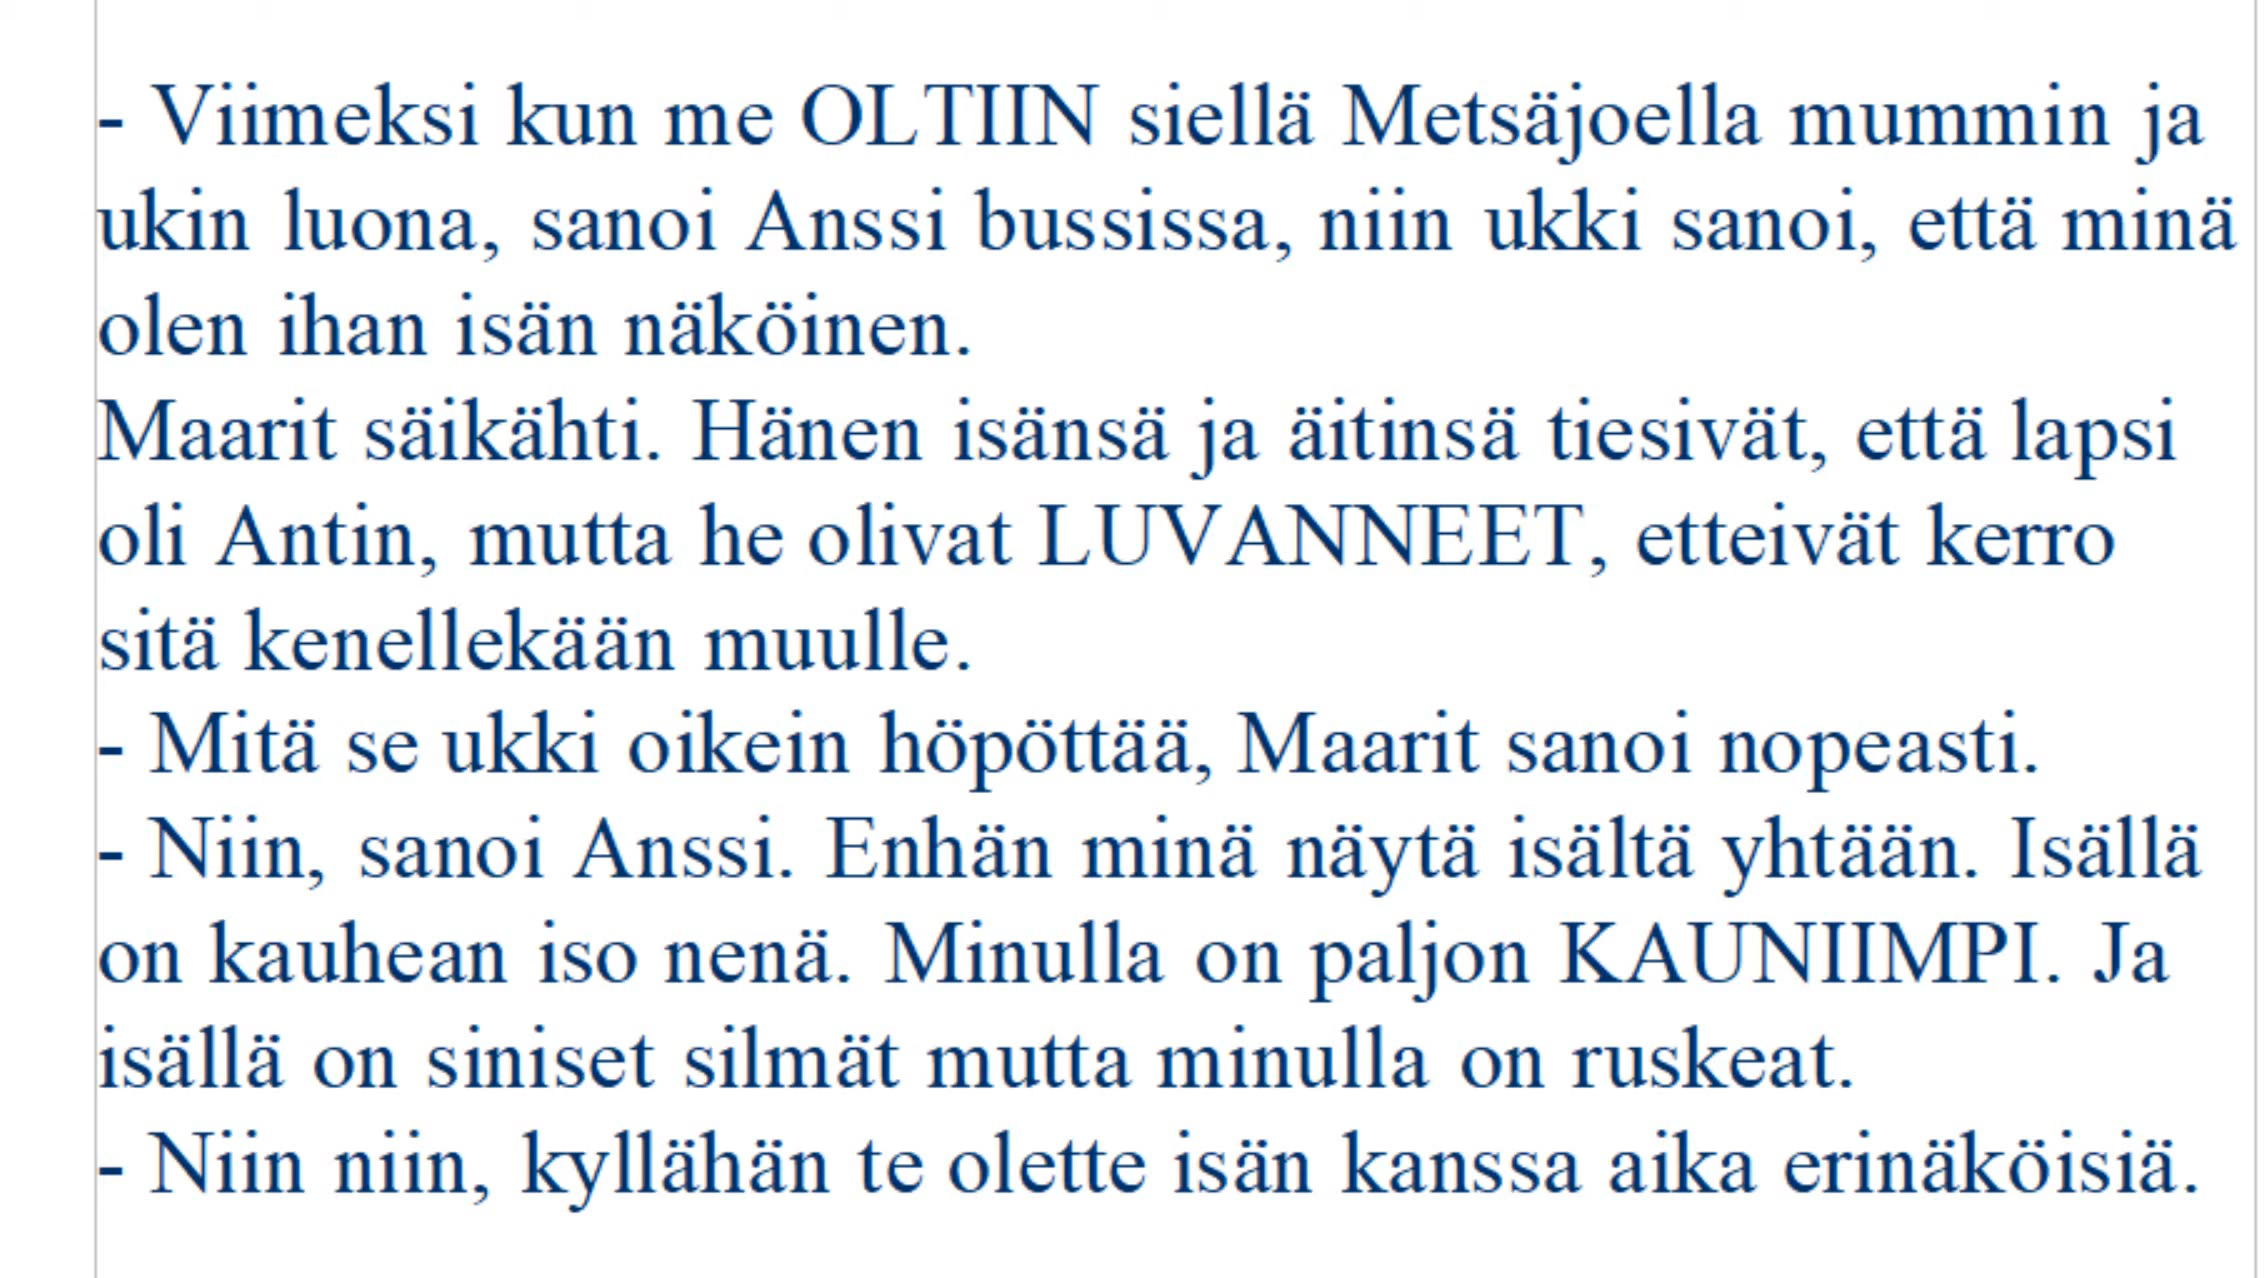 - Viimeksi kun me OLTIIN siellä Metsäjoella mummin ja
ukin luona, sanoi Anssi bussissa, niin ukki sanoi, että minä
olen ihan isän näköinen.
Maarit säikähti. Hänen isänsä ja äitinsä tiesivät, että lapsi
oli Antin, mutta he olivat LUVANNEET, etteivät kerro
sitä kenellekään muulle.
- Mitä se ukki oikein höpöttää, Maarit sanoi nopeasti.
- Niin, sanoi Anssi. Enhän minä näytä isältä yhtään. Isällä
on kauhean iso nenä. Minulla on paljon KAUNIIMPI. Ja
isällä on siniset silmät mutta minulla on ruskeat.
- Niin niin, kyllähän te olette isän kanssa aika erinäköisiä.